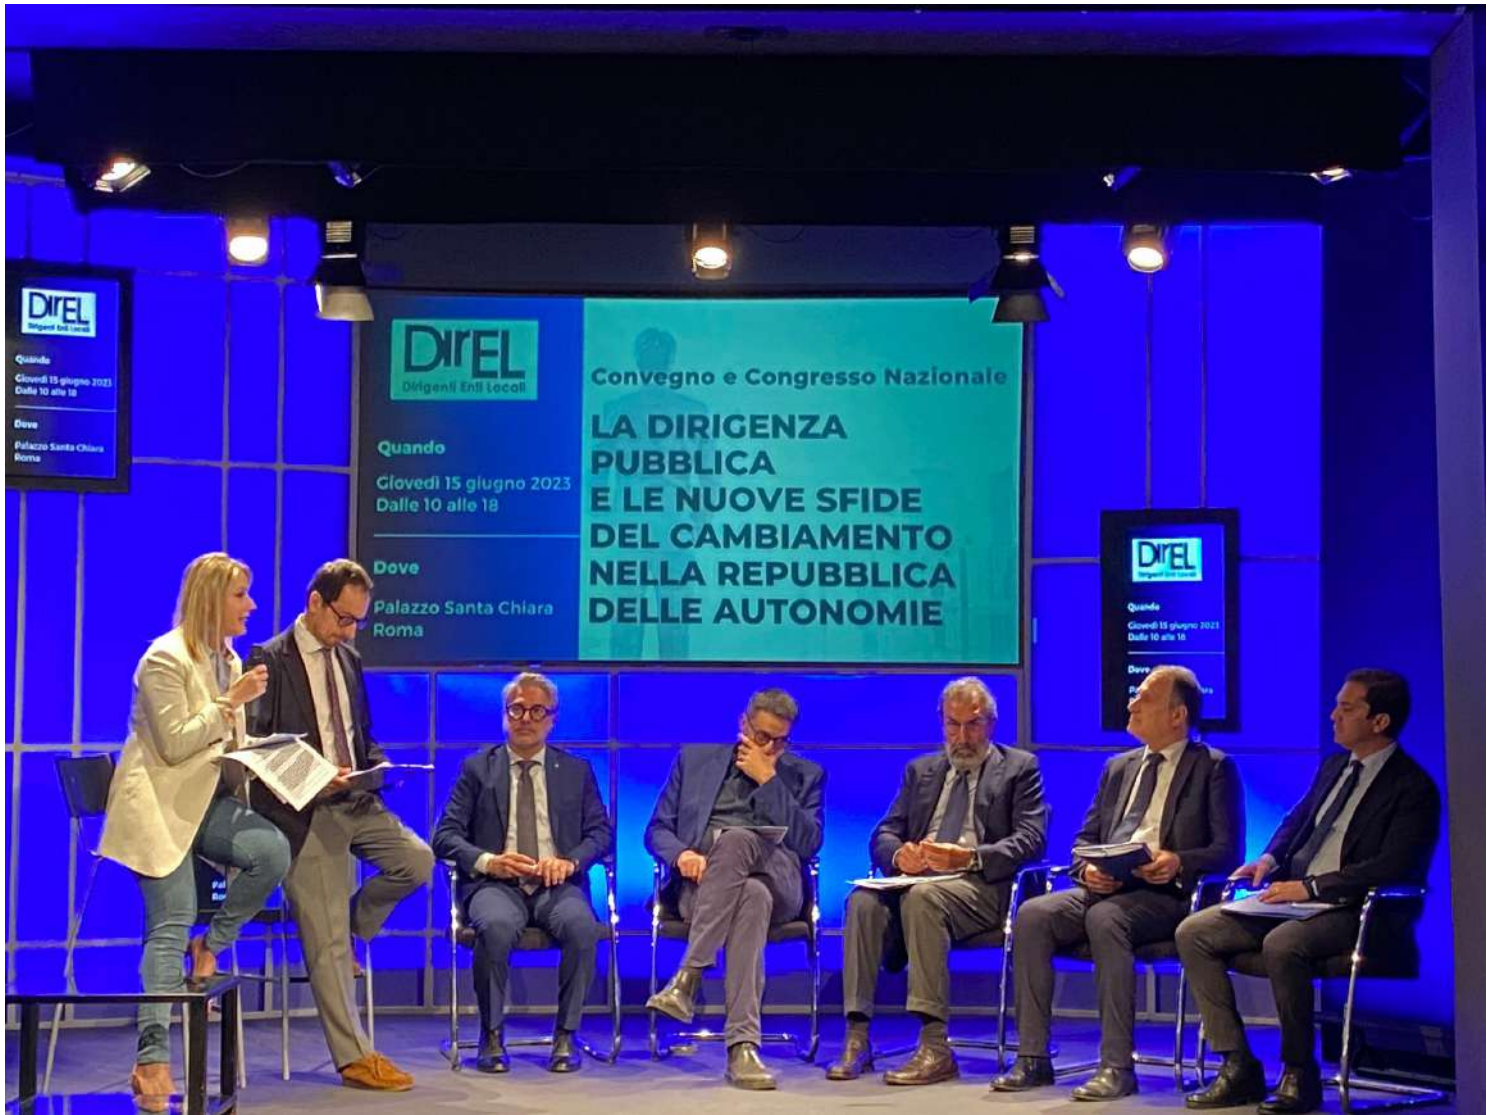 DIrEL
Dirigenti Enti Locali
Quando
Giovedì 15 giugno 2023
Dalle 10 alle 18
Dove
Palazzo Santa Chiara
Roma
DIrEL
Dirigenti Enti Locali
Quando
Giovedì 15 giugno 2023
Dalle 10 alle 18
Dove
Palazzo Santa Chiara
Roma
Convegno e Congresso Nazionale
LA DIRIGENZA
PUBBLICA
E LE NUOVE SFIDE
DEL CAMBIAMENTO
NELLA REPUBBLICA
DELLE AUTONOMIE
DIrEL
Dirigenti Enti Locali
Quando
Giovedì 15 giugno 2023
Dalle 10 alle 18
Dove